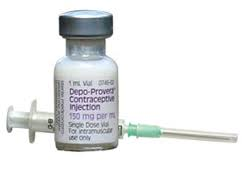 1 mL Vial
Depo-Provera®
Contraceptive
Injection
150 mg per mL
Single Dose Vial
For intramuscular
use only